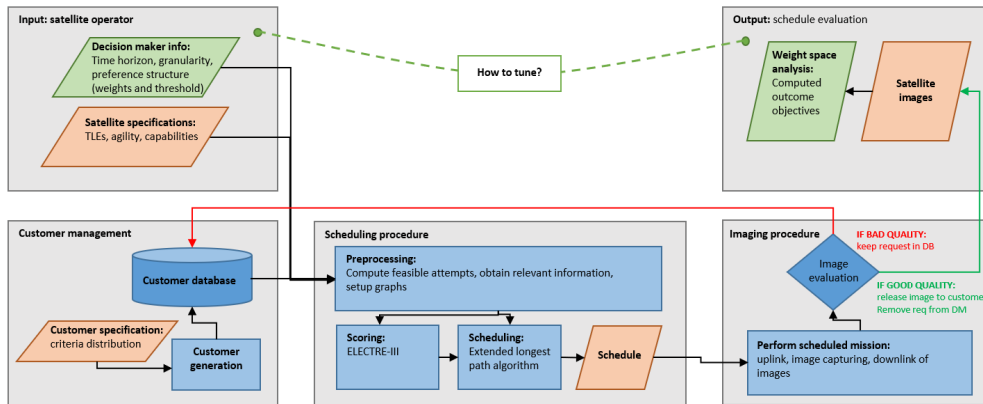 Input: satellite operator
Decision maker info:
Time horizon, granularity,
preference structure
(weights and threshold)
Satellite specifications:
TLEs, agility, capabilities
How to tune?
Output: schedule evaluation
Weight space
analysis:
Computed
outcome
objectives
Satellite
images
Customer management
Customer database
Customer specification:
criteria distribution
Customer
generation
Scheduling procedure
Preprocessing:
Compute feasible attempts, obtain relevant information,
setup graphs
Scoring:
ELECTRE-III
Scheduling:
Extended longest
path algorithm
Schedule
Imaging procedure
IF BAD QUALITY:
keep request in DB
Image
evaluation
IF GOOD QUALITY:
release image to custome
Remove req from DM
Perform scheduled mission:
uplink, image capturing, downlink of
images